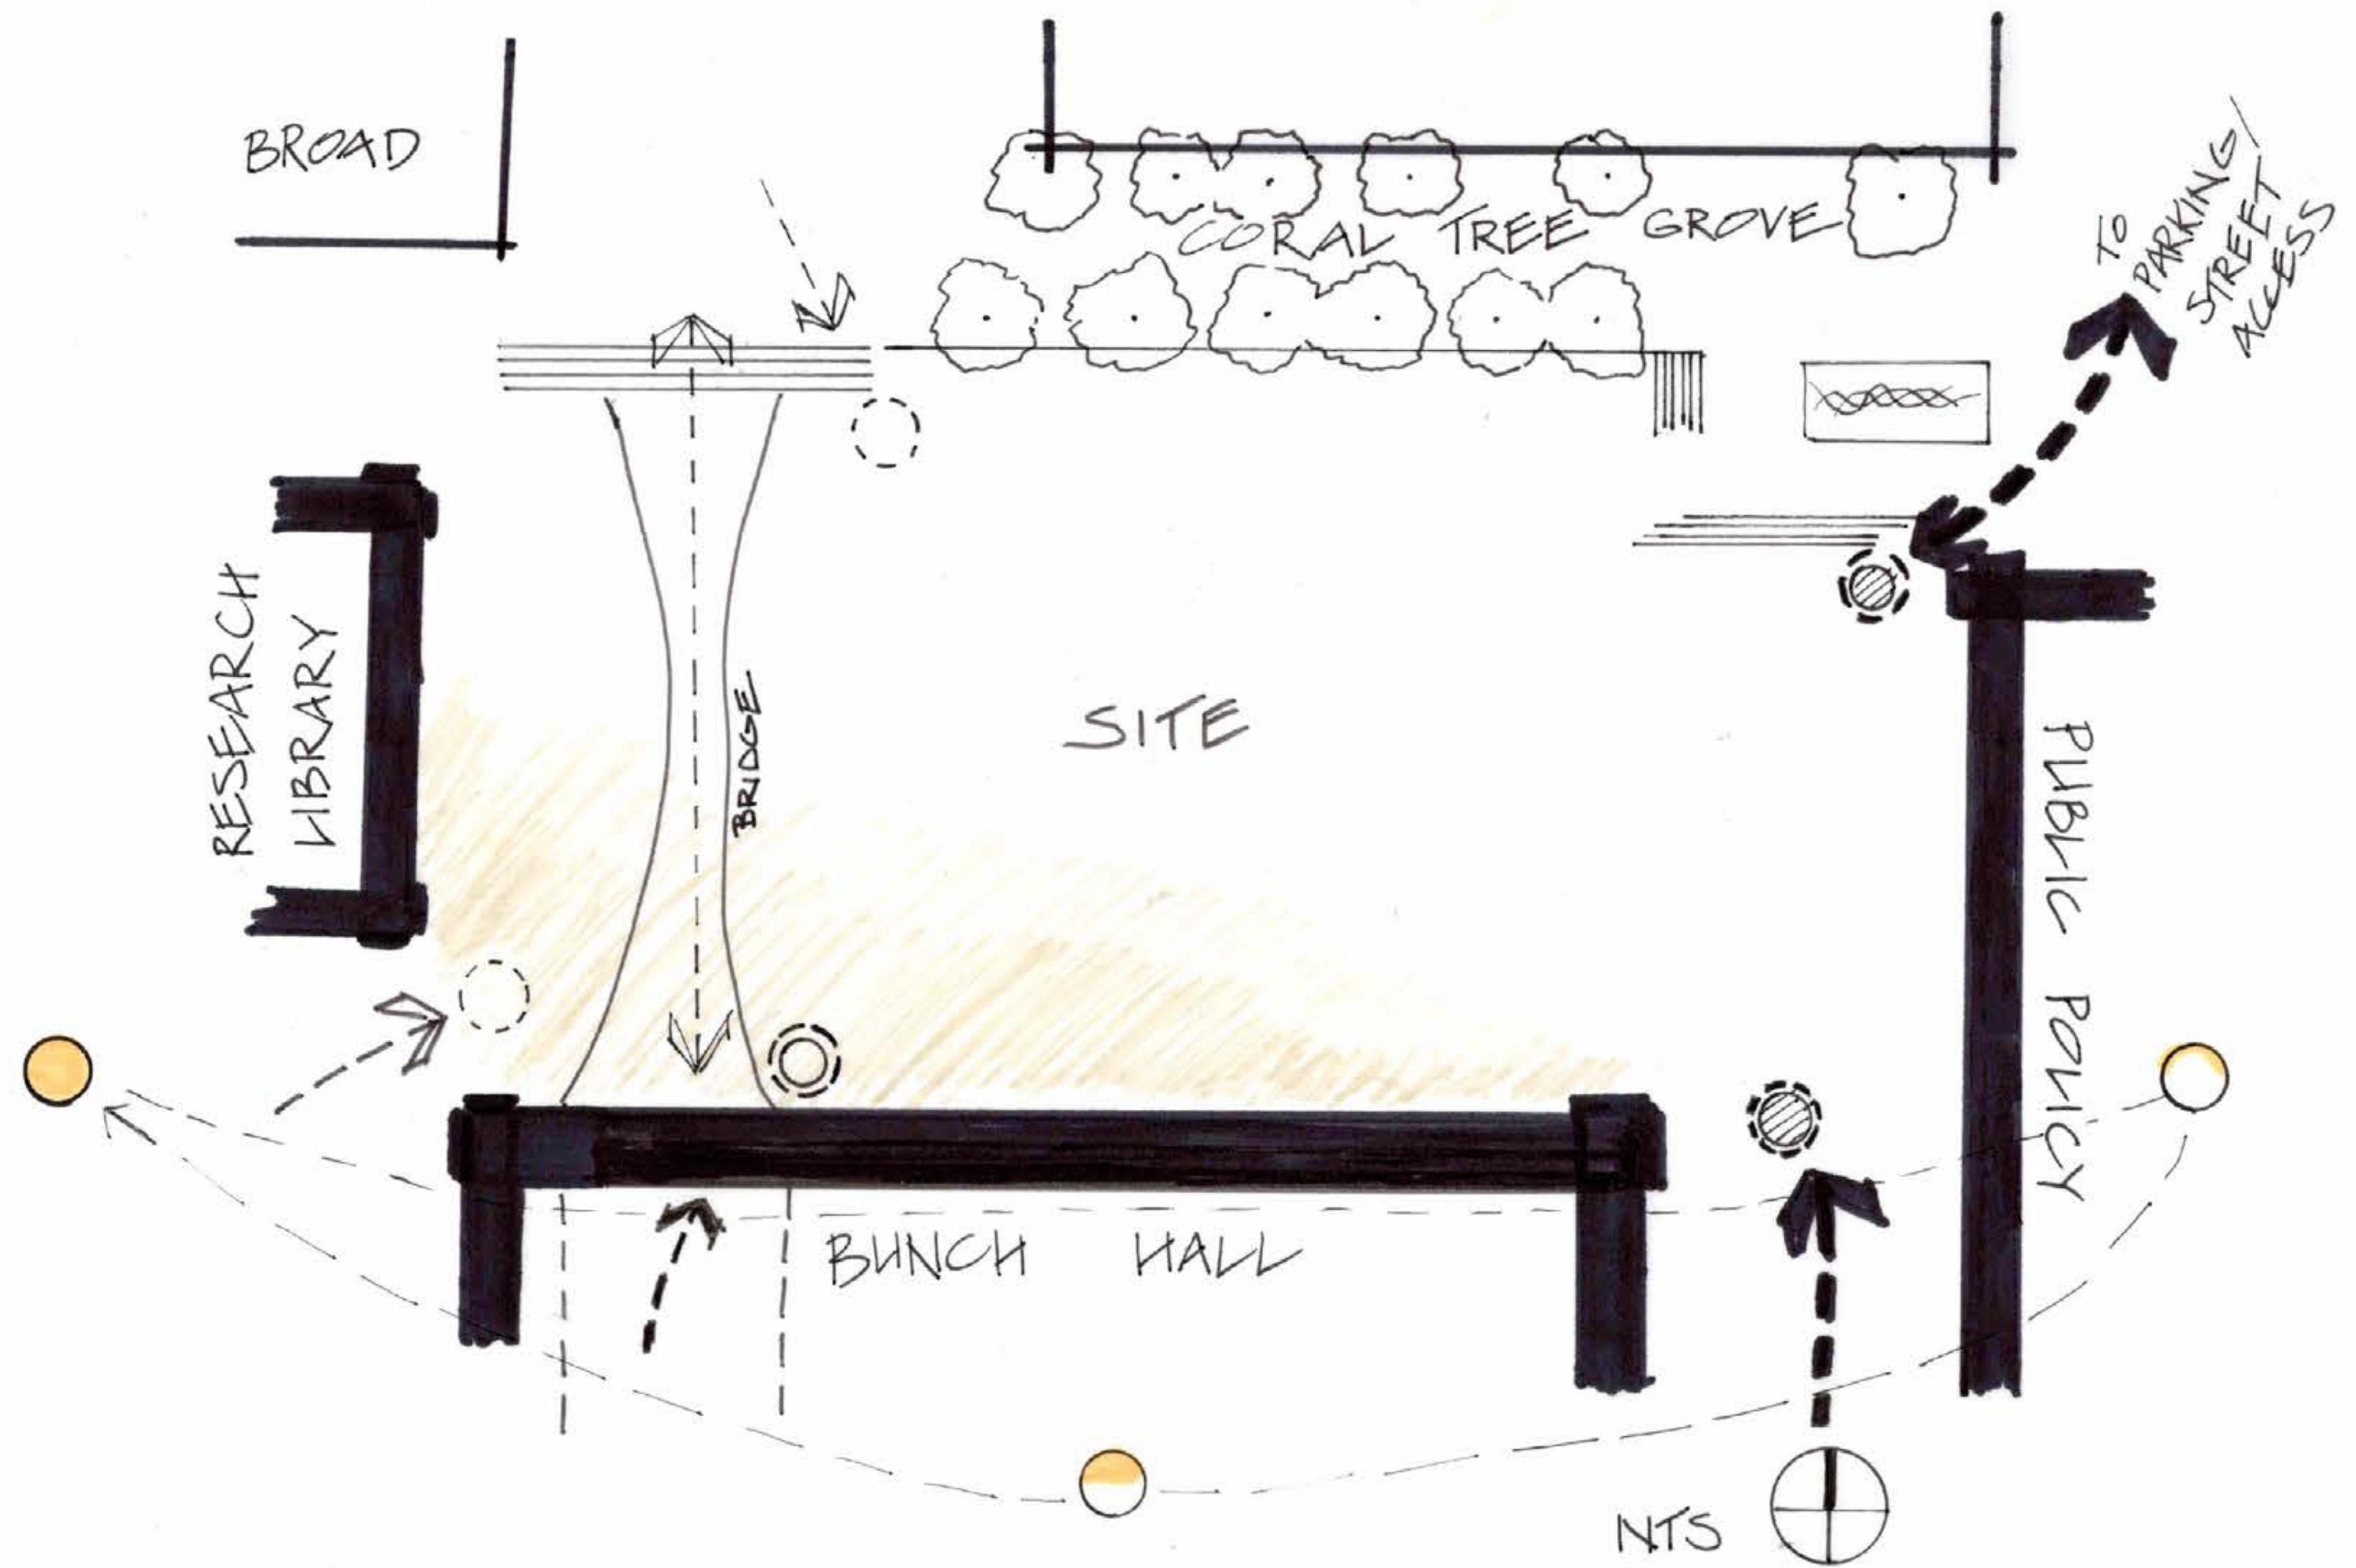 BROAD
CORAL TREE GROVE
TO
PARKING/
STREET
ACCESS
RESEARCH
LIBRARY
BRIDGE
SITE
PUBLIC POLICY
BUNCH HALL
NTS